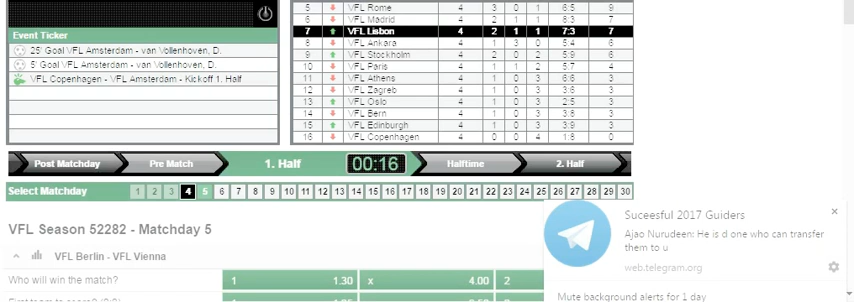 Event Ticker
25' Goal VFL Amsterdam - van Vollenhoven, D.
5' Goal VFL Amsterdam - van Vollenhoven, D.
VFL Copenhagen - VFL Amsterdam - Kickoff 1. Half
5 VFL Rome 4 3 0 1 6:5 9
6 VFL Madrid 4 2 1 1 8:3 7
7 VFL Lisbon 4 2 1 1 7:3 7
8 VFL Ankara 4 1 3 0 5:4 6
9 VFL Stockholm 4 2 0 2 5:9 6
10 VFL Paris 4 1 1 2 5:7 4
11 VFL Athens 4 1 0 3 6:6 3
12 VFL Zagreb 4 1 0 3 3:6 3
13 VFL Oslo 4 1 0 3 2:5 3
14 VFL Bern 4 1 0 3 3:8 3
15 VFL Edinburgh 4 1 0 3 3:9 3
16 VFL Copenhagen 4 0 0 4 1:8 0
Post Matchday Pre Match 1. Half 00:16 Halftime 2. Half
Select Matchday 1 2 3 4 5 6 7 8 9 10 11 12 13 14 15 16 17 18 19 20 21 22 23 24 25 26 27 28 29 30
VFL Season 52282 - Matchday 5
VFL Berlin - VFL Vienna
Who will win the match? 1 1.30 x 4.00 2
Suceesful 2017 Guiders
Ajao Nurudeen: He is d one who can transfer
them to u
web.telegram.org
Mute background alerts for 1 day